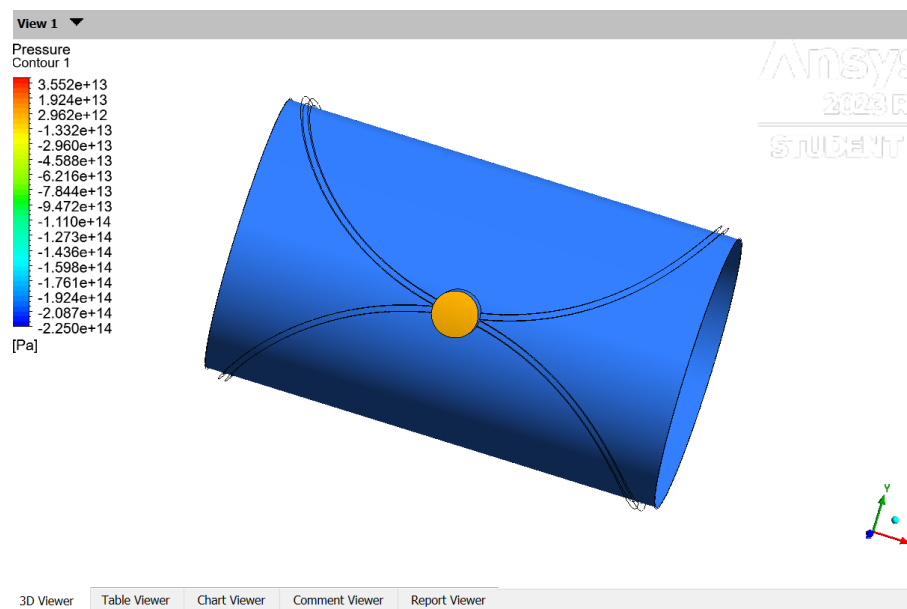 View 1
Pressure
Contour 1
3.552e+13
1.924e+13
2.962e+12
-1.332e+13
-2.960e+13
-4.588e+13
-6.216e+13
-7.844e+13
-9.472e+13
-1.110e+14
-1.273e+14
-1.436e+14
-1.598e+14
-1.761e+14
-1.924e+14
-2.087e+14
-2.250e+14
[Pa]
Ansys
2023 R
STUDENT
Y
3D Viewer Table Viewer Chart Viewer Comment Viewer Report Viewer